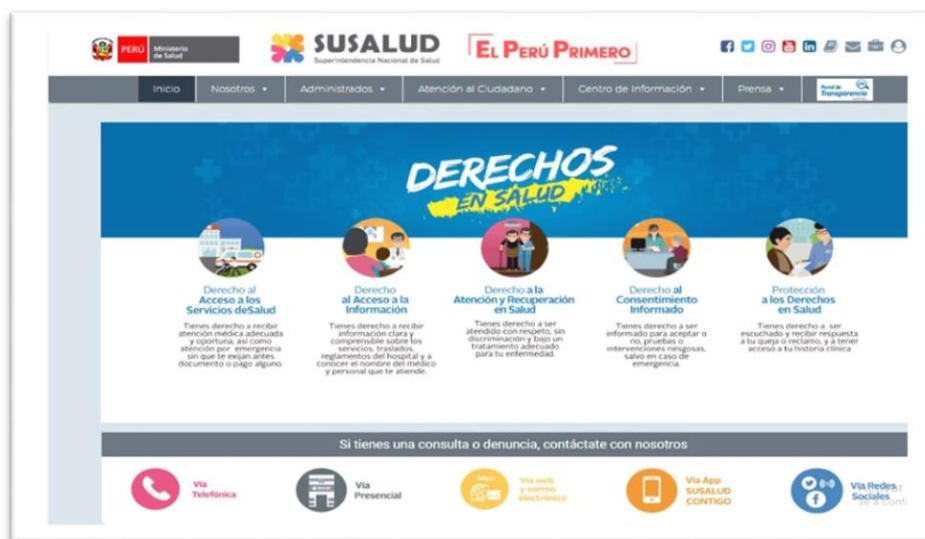 PERÚ
Ministerio
de Salud
SUSALUD
Superintendencia Nacional de Salud
EL PERÚ PRIMERO
Inicio
Nosotros
Administrados
Atención al Ciudadano
Centro de Información
Prensa
Portal de
Transparencia
DERECHOS
EN SALUD
Derecho al
Acceso a los
Servicios deSalud
Tienes derecho a recibir
atención médica adecuada
y oportuna, así como
atención por emergencia
sin que te exijan antes
documento o pago alguno
Derecho
al Acceso a la
Información
Tienes derecho a recibir
información clara y
comprensible sobre los
servicios, traslados,
reglamentos del hospital y a
conocer el nombre del médico
y personal que te atiende.
Derecho a la
Atención y Recuperación
en Salud
Tienes derecho a ser
atendido con respeto, sin
discriminación y bajo un
tratamiento adecuado
para tu enfermedad.
Derecho al
Consentimiento
Informado
Tienes derecho a ser
informado para aceptar o
no, pruebas o
intervenciones riesgosas,
salvo en caso de
emergencia.
Protección
a los Derechos
en Salud
Tienes derecho a ser
escuchado y recibir respuesta
a tu queja o reclamo, y a tener
acceso a tu historia clínica
Si tienes una consulta o denuncia, contáctate con nosotros
Vía
Telefónica
Vía
Presencial
Vía web
y correo
electrónico
Vía App
SUSALUD
CONTIGO
Vía Redes
Sociales